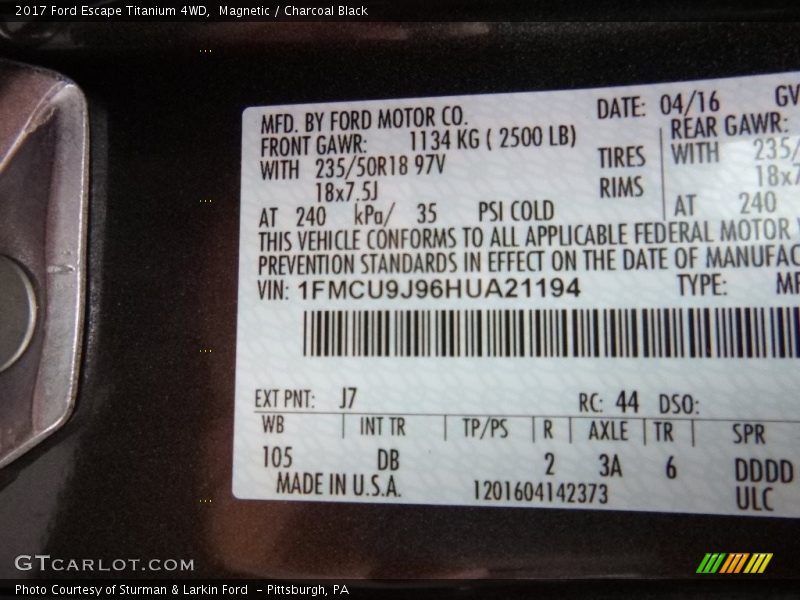 2017 Ford Escape Titanium 4WD,  Magnetic / Charcoal Black
MFD. BY FORD MOTOR CO.
DATE: 04/16
FRONT GAWR: 1134 KG ( 2500 LB)
REAR GAWR:
WITH 235/50R18 97V
TIRES
WITH 235/
18x7.5J
RIMS
AT 240 kPa/ 35 PSI COLD
AT 240
THIS VEHICLE CONFORMS TO ALL APPLICABLE FEDERAL MOTOR
PREVENTION STANDARDS IN EFFECT ON THE DATE OF MANUFAC
VIN: 1FMCU9J96HUA21194
TYPE:
EXT PNT: J7
RC: 44 DSO:
WB INT TR TP/PS R AXLE TR SPR
105 DB 2 3A 6 DDDD
MADE IN U.S.A.
1201604142373
ULC
GTCARLOT.COM
Photo Courtesy of Sturman & Larkin Ford  - Pittsburgh, PA